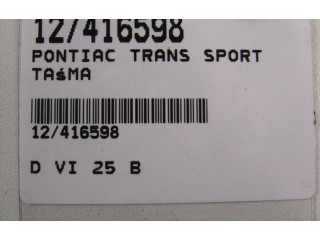 12/416598
PONTIAC TRANS SPORT
TAśMA
12/416598
D VI 25 B